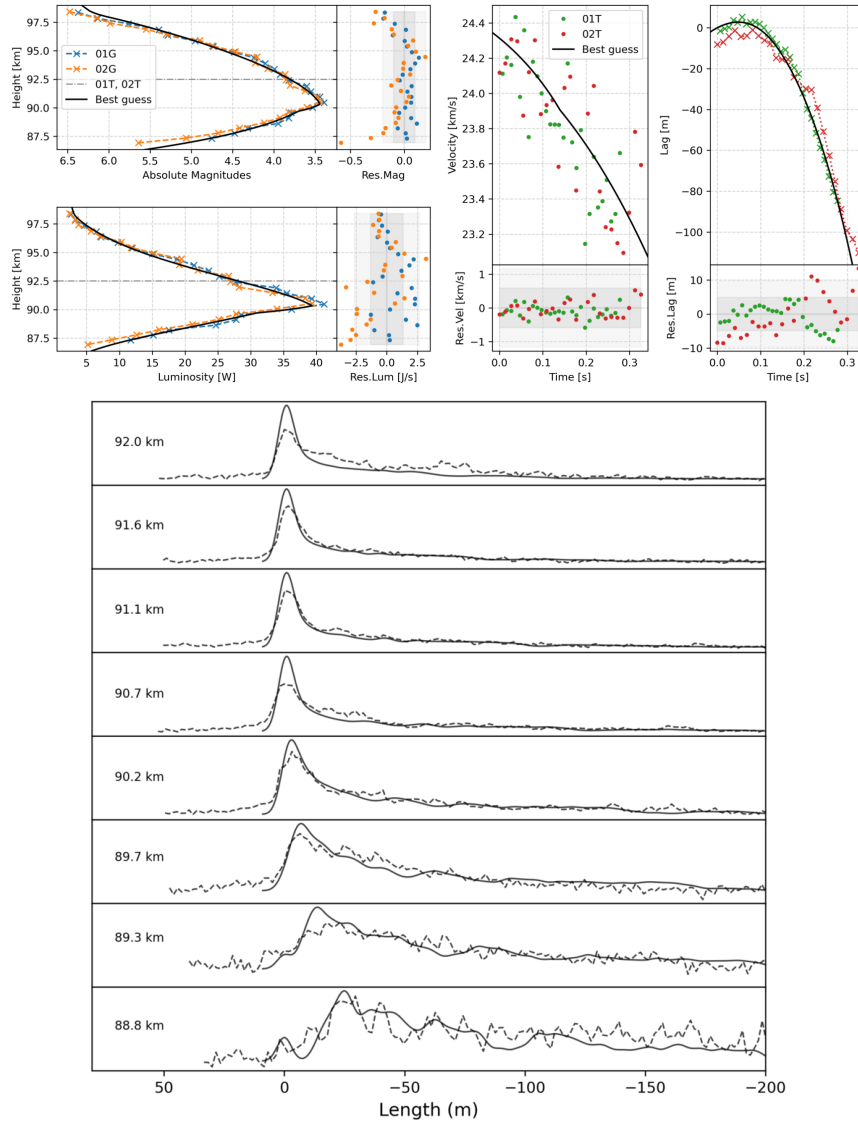 97.5
95.0
92.5
90.0
87.5
Height [km]
01G
02G
01T, 02T
Best guess
6.5 6.0 5.5 5.0 4.5 4.0 3.5
Absolute Magnitudes
−0.5 0.0
Res.Mag
97.5
95.0
92.5
90.0
87.5
Height [km]
5 10 15 20 25 30 35 40
Luminosity [W]
−2.5 0.0 2.5
Res.Lum [J/s]
24.4
24.2
24.0
23.8
23.6
23.4
23.2
Velocity [km/s]
01T
02T
Best guess
1
0
−1
Res.Vel [km/s]
0.0 0.1 0.2 0.3
Time [s]
0
−20
−40
−60
−80
−100
Lag [m]
10
5
0
−5
−10
Res.Lag [m]
0.0 0.1 0.2 0.3
Time [s]
92.0 km
91.6 km
91.1 km
90.7 km
90.2 km
89.7 km
89.3 km
88.8 km
50 0 −50 −100 −150 −200
Length (m)